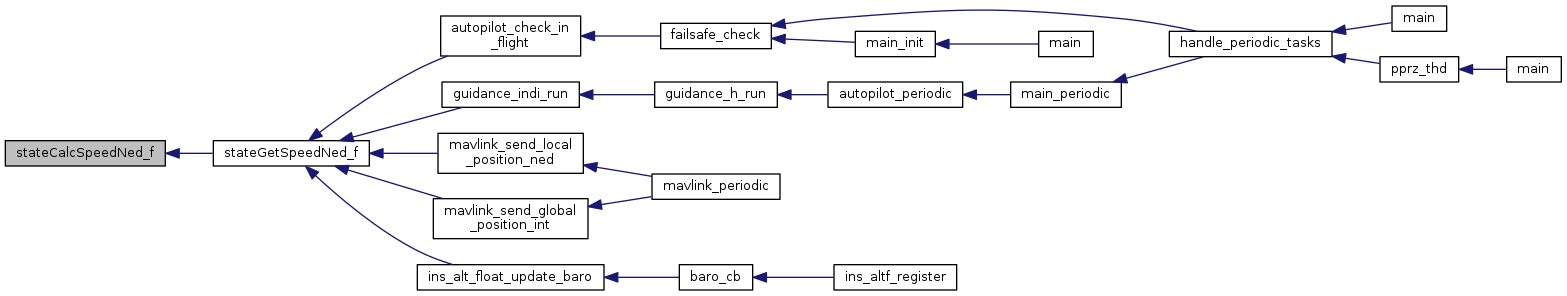 stateCalcSpeedNed_f
stateGetSpeedNed_f
autopilot_check_in
_flight
failsafe_check
main_init
main
handle_periodic_tasks
main
pprz_thd
main
guidance_indi_run
guidance_h_run
autopilot_periodic
main_periodic
mavlink_send_local
_position_ned
mavlink_periodic
mavlink_send_global
_position_int
ins_alt_float_update_baro
baro_cb
ins_altf_register